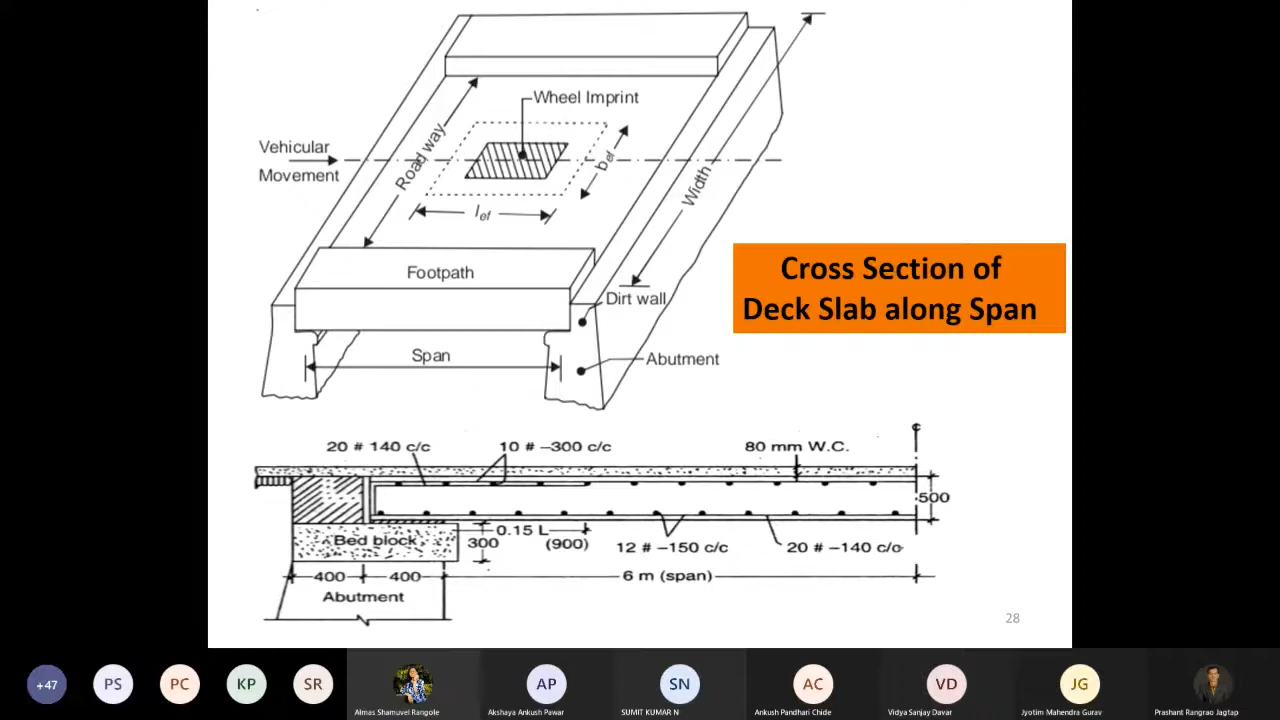 Wheel Imprint
Vehicular
Movement
Road way
b ef
l ef
Width
Footpath
Dirt wall
Span
Abutment
Cross Section of
Deck Slab along Span
20 # 140 c/c
10 # –300 c/c
80 mm W.C.
500
Bed block
0.15 L
300
(900)
12 # –150 c/c
20 # –140 c/c
400
400
6 m (span)
Abutment
28
+47
PS
PC
KP
SR
AP
SN
AC
VD
JG
Almas Shamuvel Rangole
Akshaya Ankush Pawar
SUMIT KUMAR N
Ankush Pandhari Chide
Vidya Sanjay Davar
Jyotim Mahendra Gurav
Prashant Rangrao Jagtap